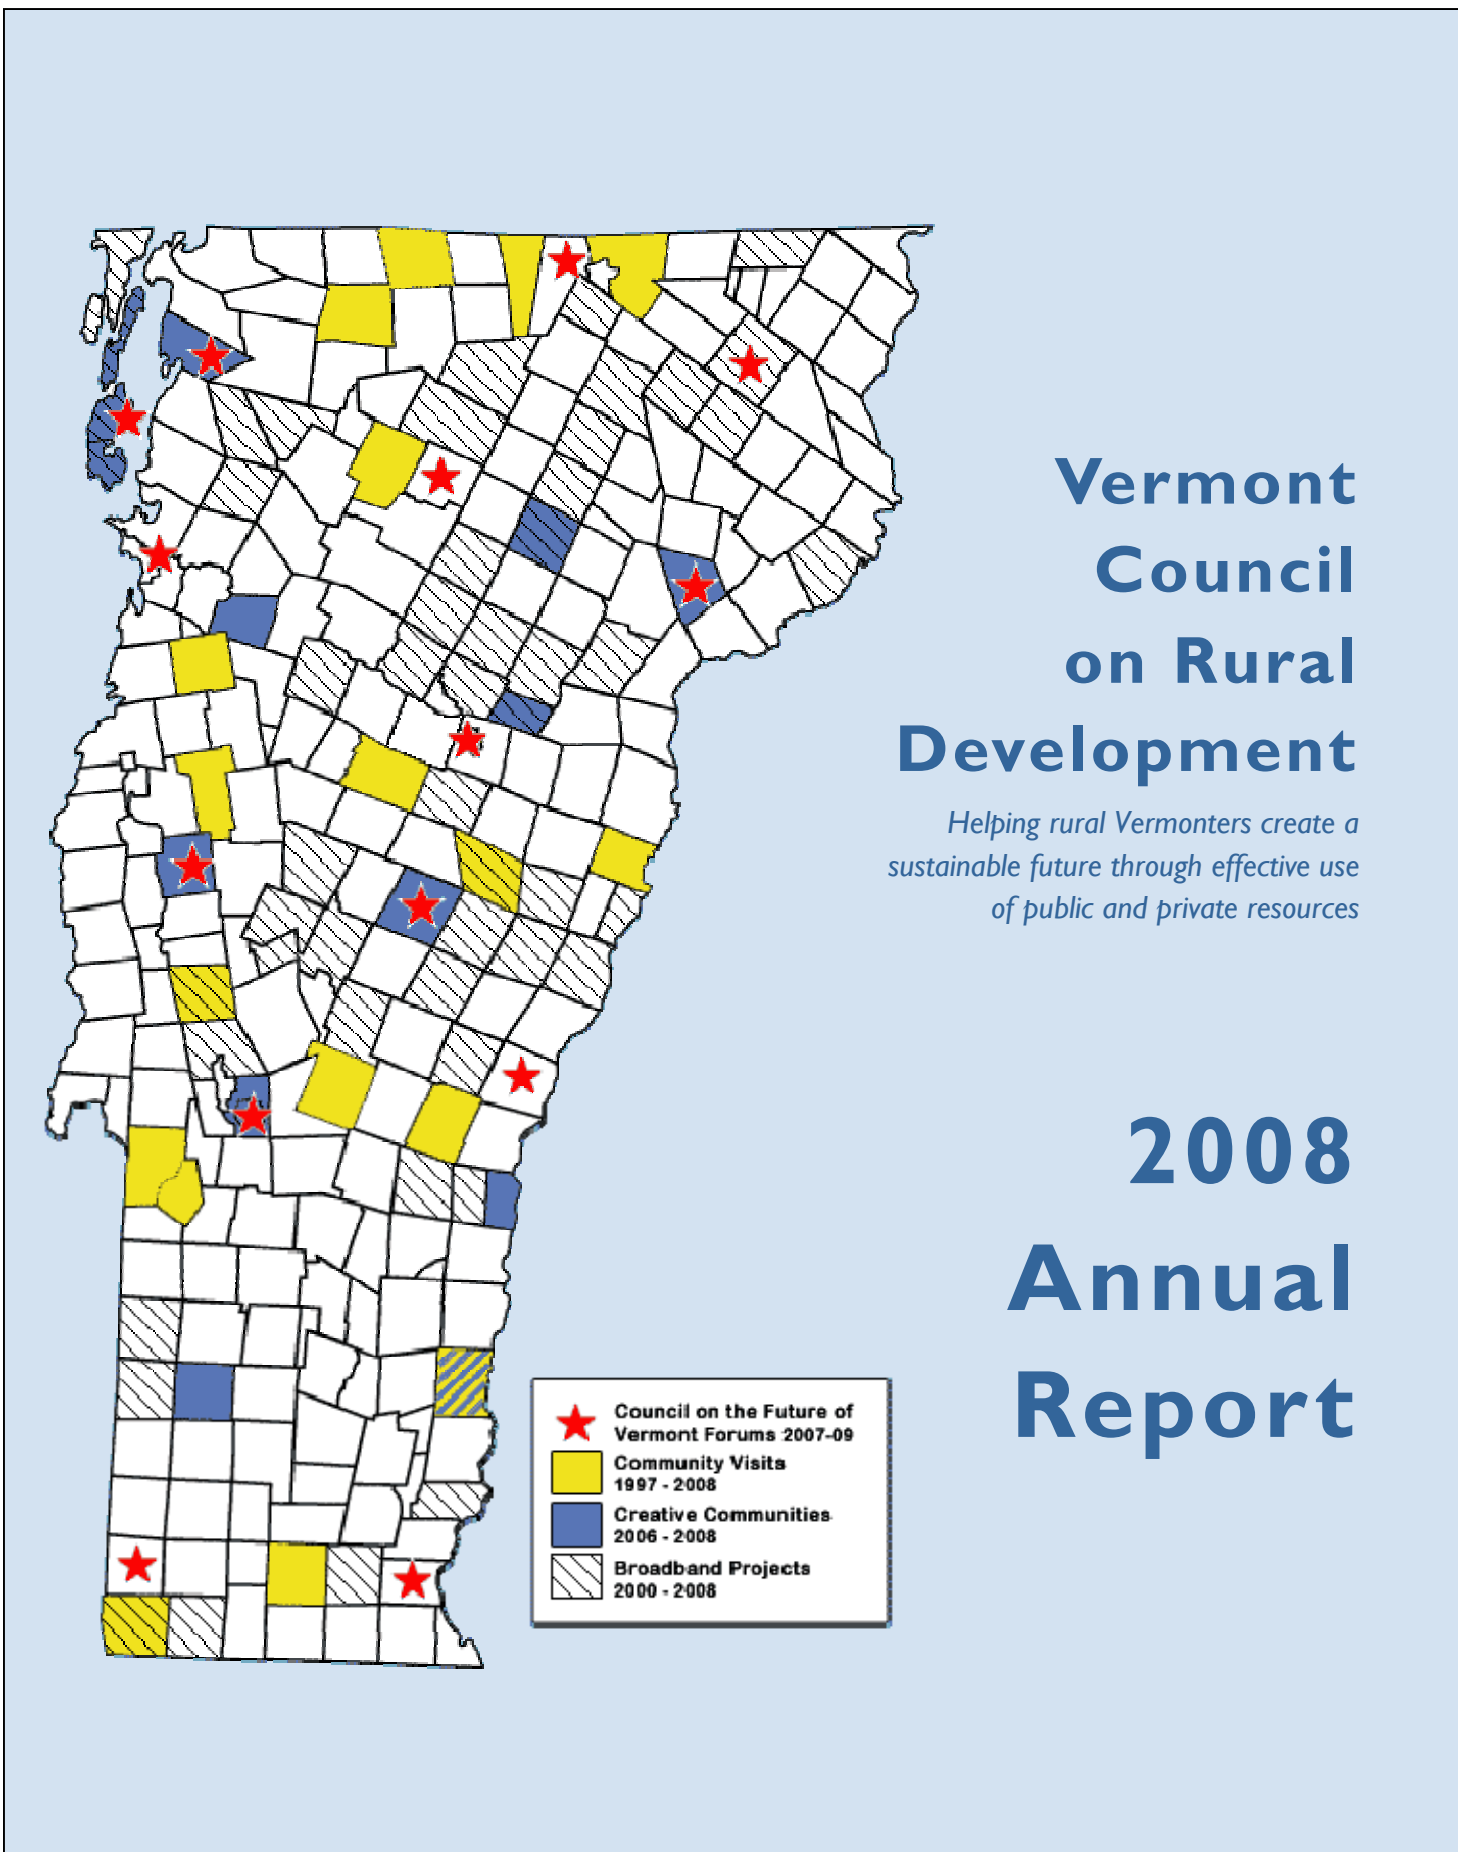 Vermont
Council
on Rural
Development
Helping rural Vermonters create a
sustainable future through effective use
of public and private resources
2008
Annual
Report
Council on the Future of
Vermont Forums 2007-09
Community Visits
1997 - 2008
Creative Communities
2006 - 2008
Broadband Projects
2000 - 2008